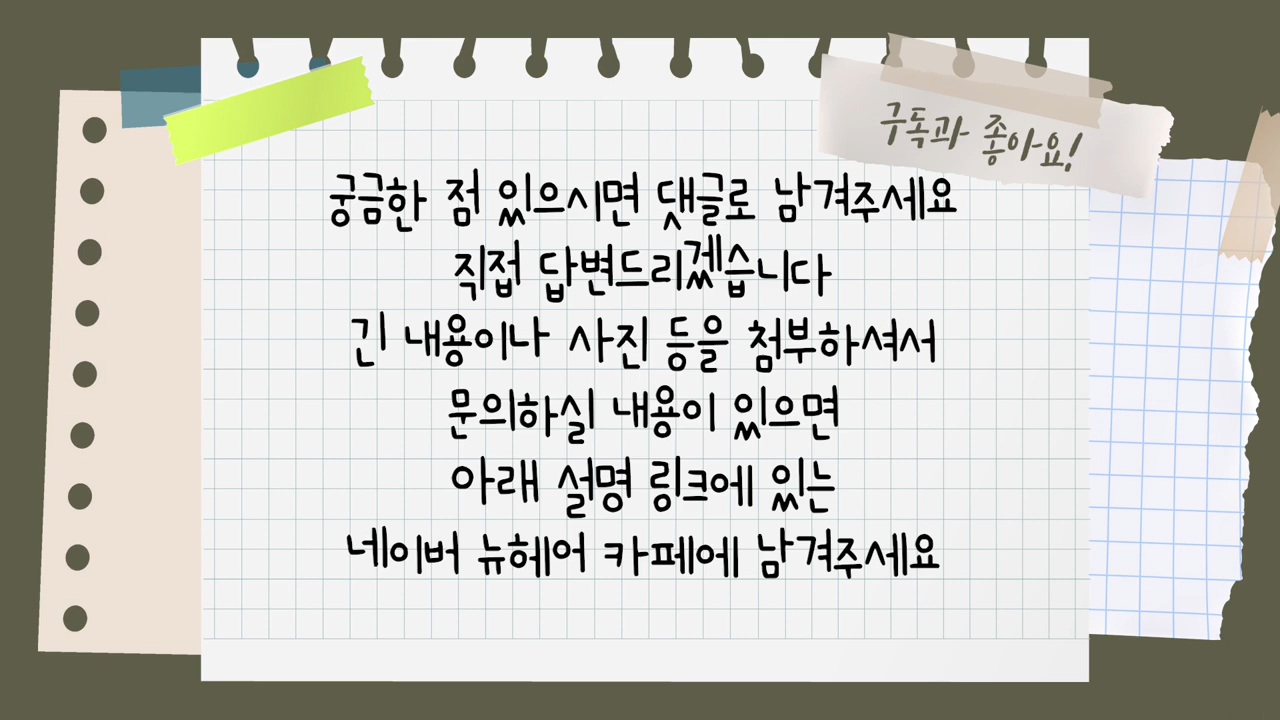 구독과 좋아요!
궁금한 점 있으시면 댓글로 남겨주세요
직접 답변드리겠습니다
긴 내용이나 사진 등을 첨부하셔서
문의하실 내용이 있으면
아래 설명 링크에 있는
네이버 뉴헤어 카페에 남겨주세요